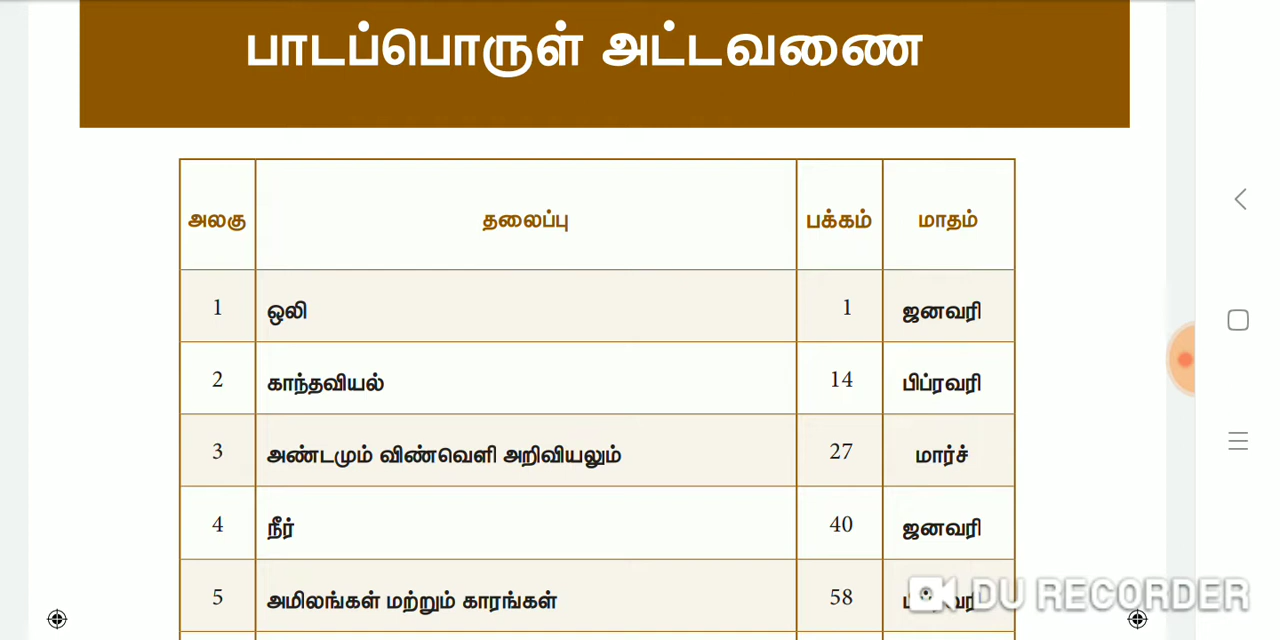 பாடப்பொருள் அட்டவணை
அலகு தலைப்பு பக்கம் மாதம்
1 ஒலி 1 ஜனவரி
2 காந்தவியல் 14 பிப்ரவரி
3 அண்டமும் விண்வெளி அறிவியலும் 27 மார்ச்
4 நீர் 40 ஜனவரி
5 அமிலங்கள் மற்றும் காரங்கள் 58
DU RECORDER